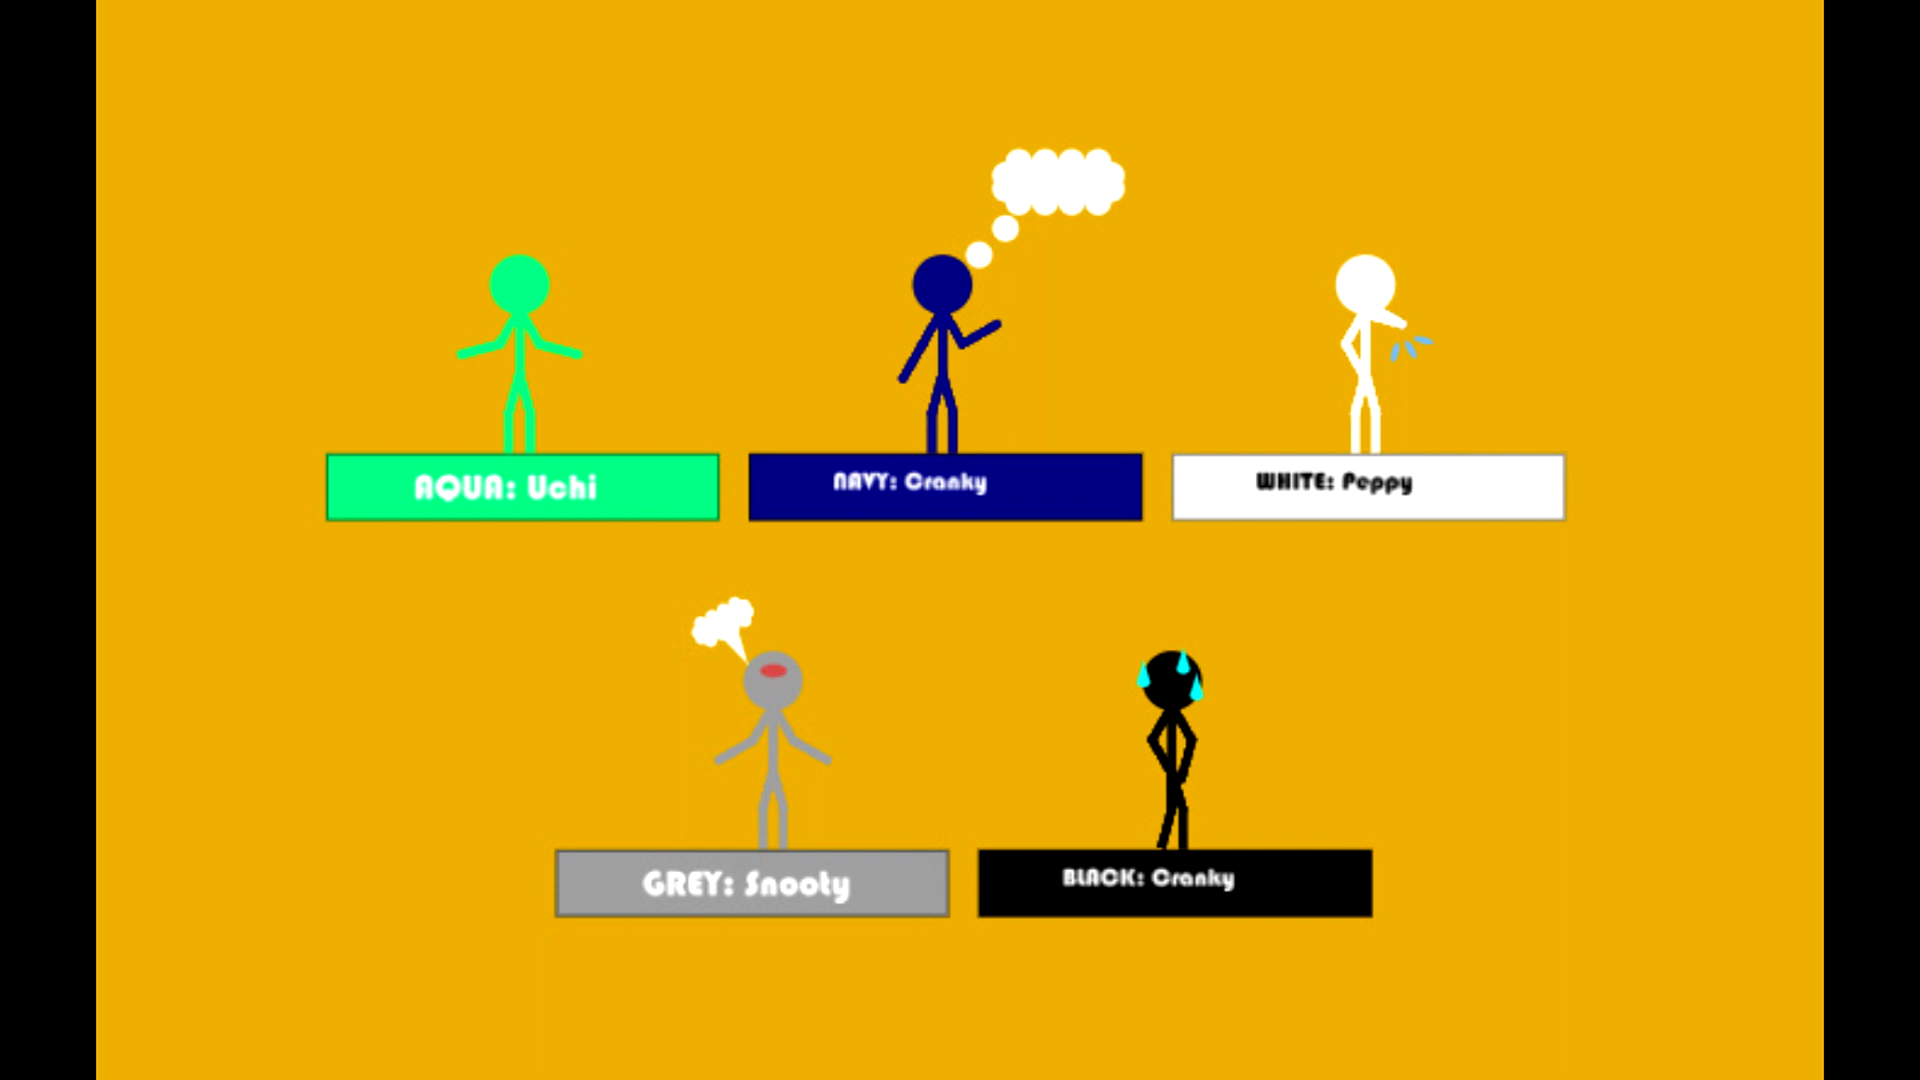 AQUA: Uchi
NAVY: Cranky
WHITE: Peppy
GREY: Snooty
BLACK: Cranky